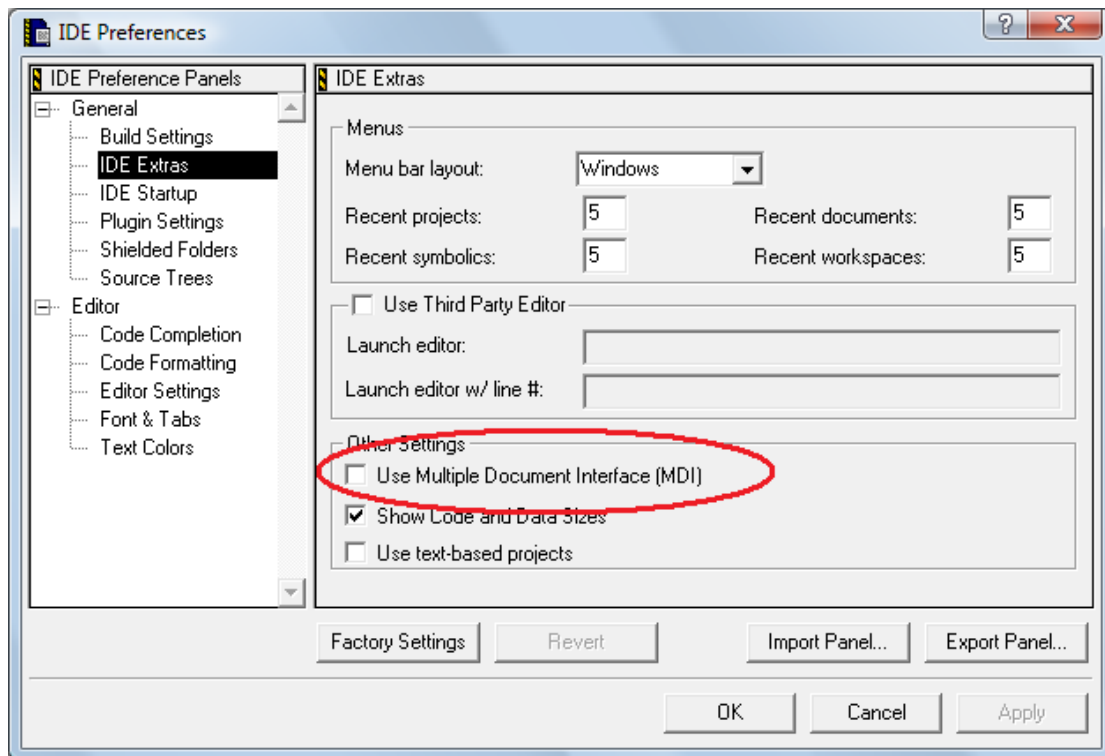 IDE Preferences
IDE Preference Panels
General
Build Settings
IDE Extras
IDE Startup
Plugin Settings
Shielded Folders
Source Trees
Editor
Code Completion
Code Formatting
Editor Settings
Font & Tabs
Text Colors
IDE Extras
Menus
Menu bar layout: Windows
Recent projects: 5 Recent documents: 5
Recent symbolics: 5 Recent workspaces: 5
Use Third Party Editor
Launch editor:
Launch editor w/ line #:
Other Settings
Use Multiple Document Interface (MDI)
Show Code and Data Sizes
Use text-based projects
Factory Settings Revert Import Panel... Export Panel...
OK Cancel Apply